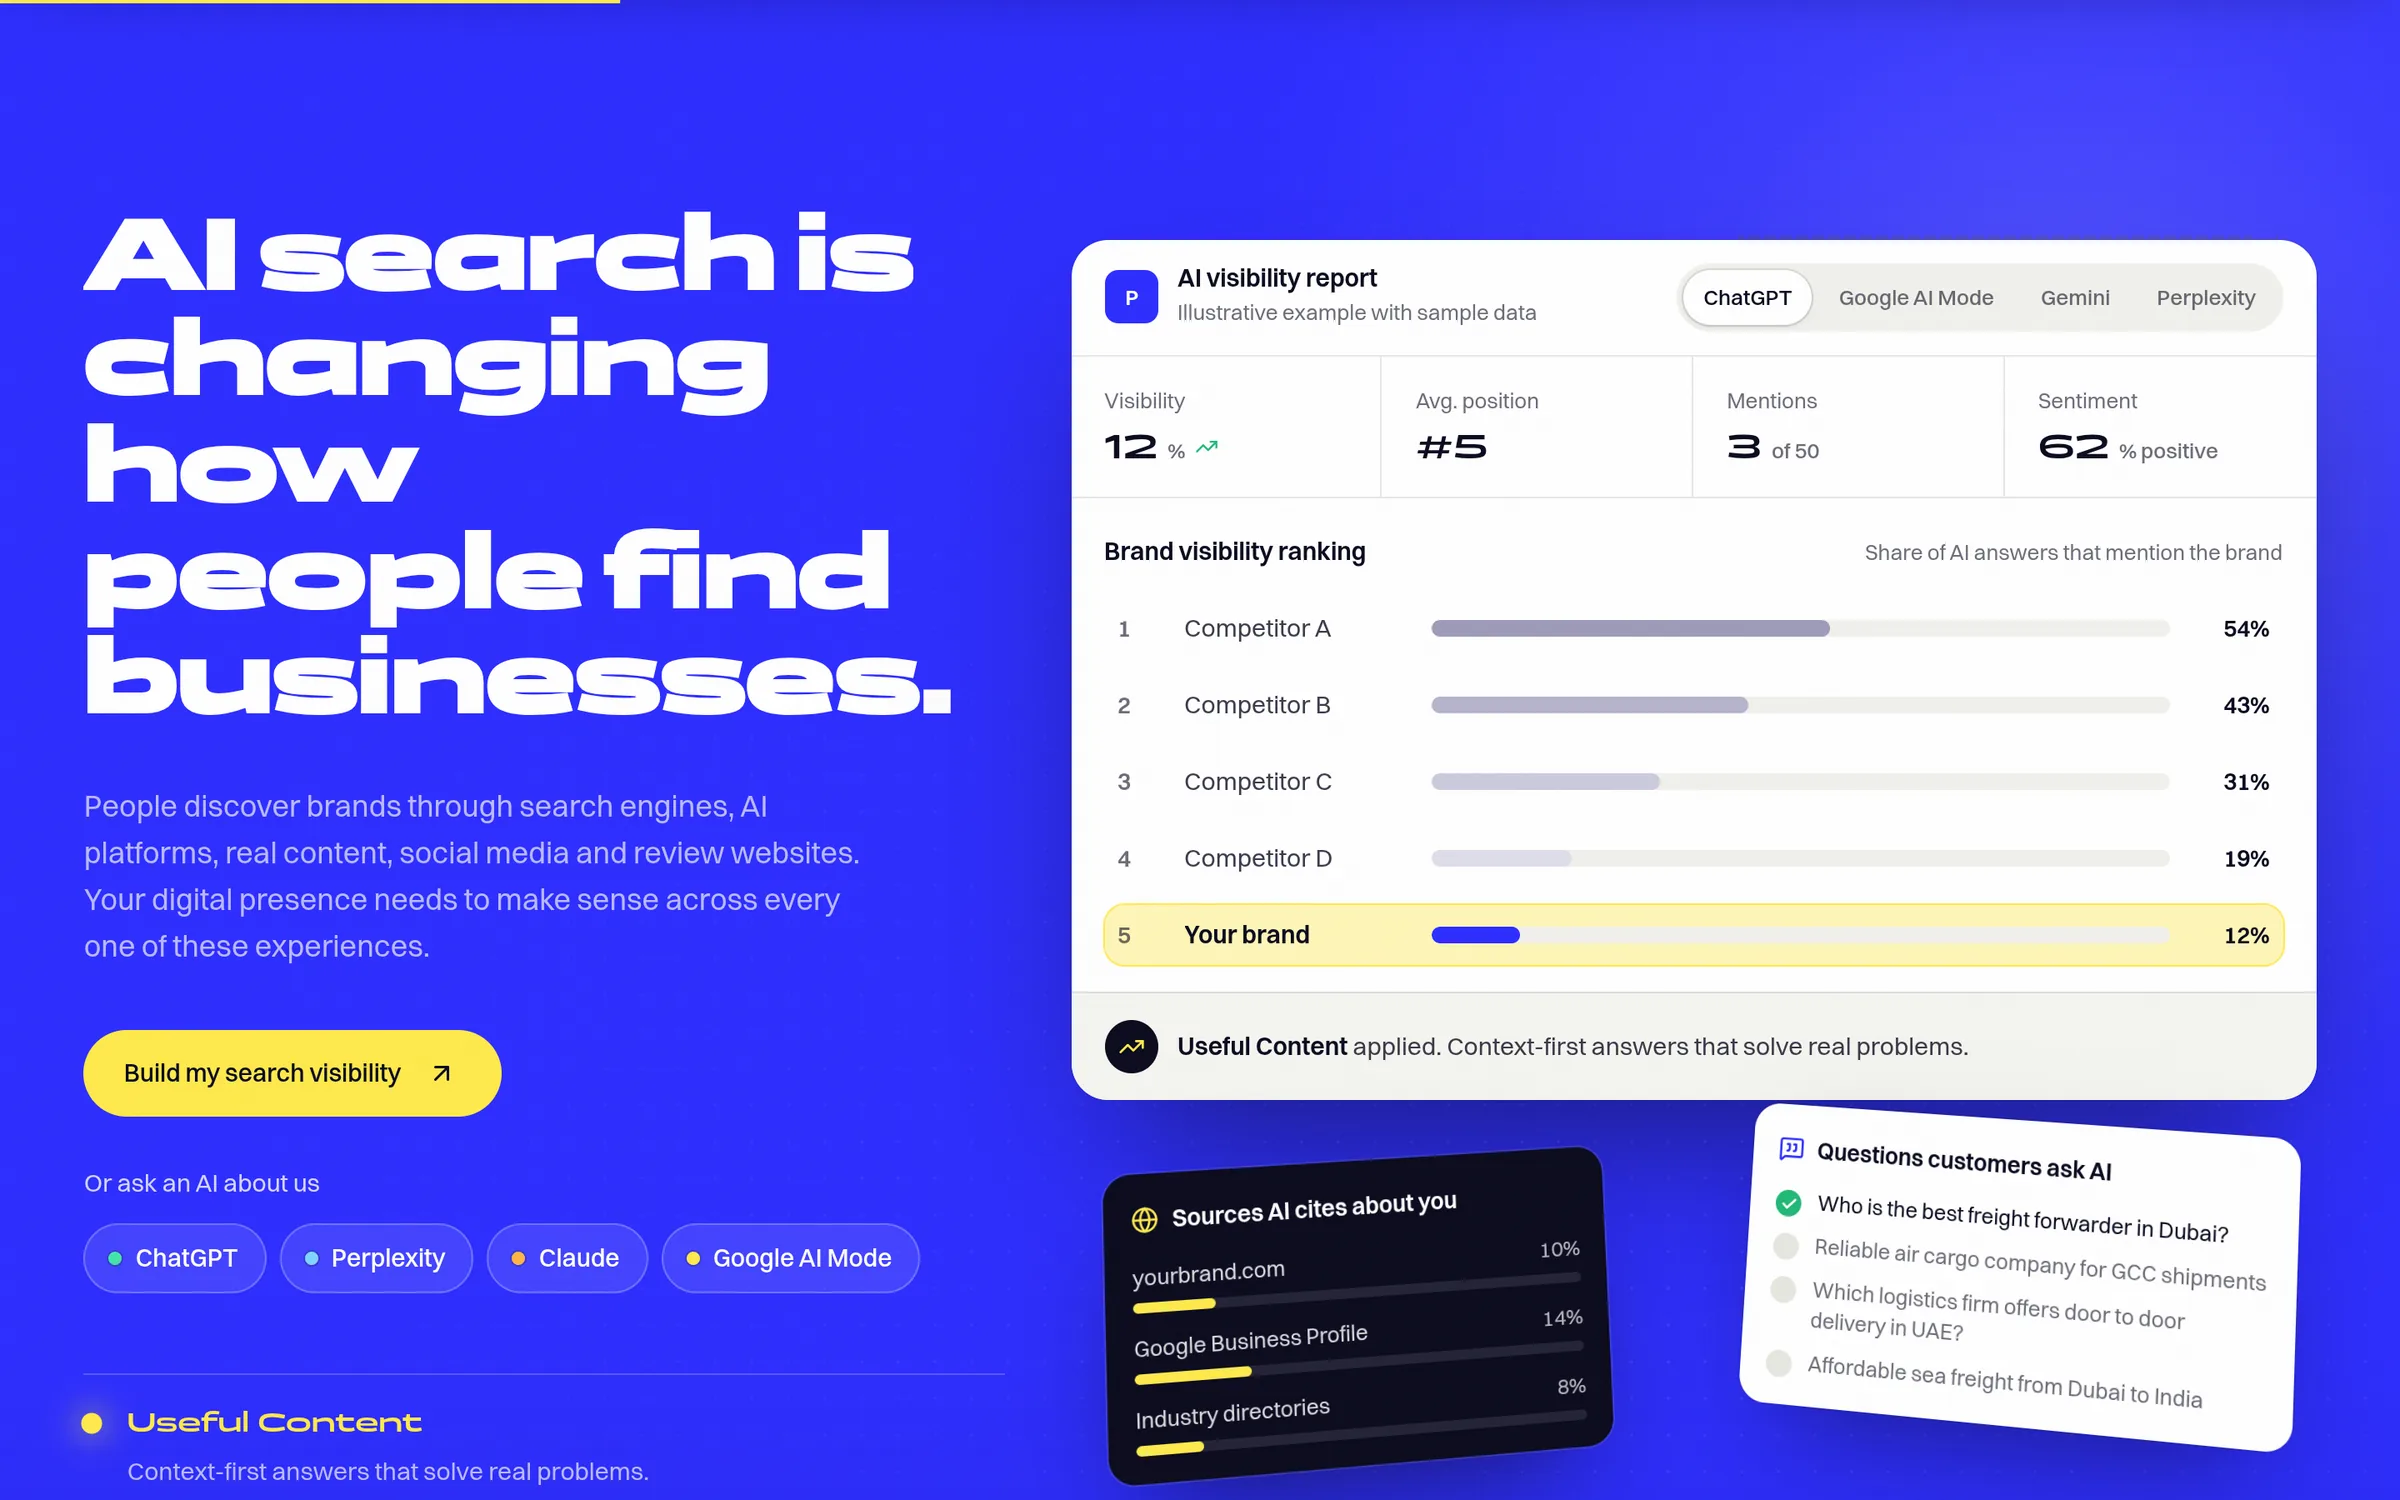 AI search is
changing
how
people find
businesses.
People discover brands through search engines, AI
platforms, real content, social media and review websites.
Your digital presence needs to make sense across every
one of these experiences.
Build my search visibility
Or ask an AI about us
ChatGPT
Perplexity
Claude
Google AI Mode
Useful Content
Context-first answers that solve real problems.
P
AI visibility report
Illustrative example with sample data
ChatGPT
Google AI Mode
Gemini
Perplexity
Visibility
12 %
Avg. position
#5
Mentions
3 of 50
Sentiment
62 % positive
Brand visibility ranking
Share of AI answers that mention the brand
1 Competitor A 54%
2 Competitor B 43%
3 Competitor C 31%
4 Competitor D 19%
5 Your brand 12%
Useful Content applied. Context-first answers that solve real problems.
Sources AI cites about you
yourbrand.com 10%
Google Business Profile 14%
Industry directories 8%
Questions customers ask AI
Who is the best freight forwarder in Dubai?
Reliable air cargo company for GCC shipments
Which logistics firm offers door to door
delivery in UAE?
Affordable sea freight from Dubai to India